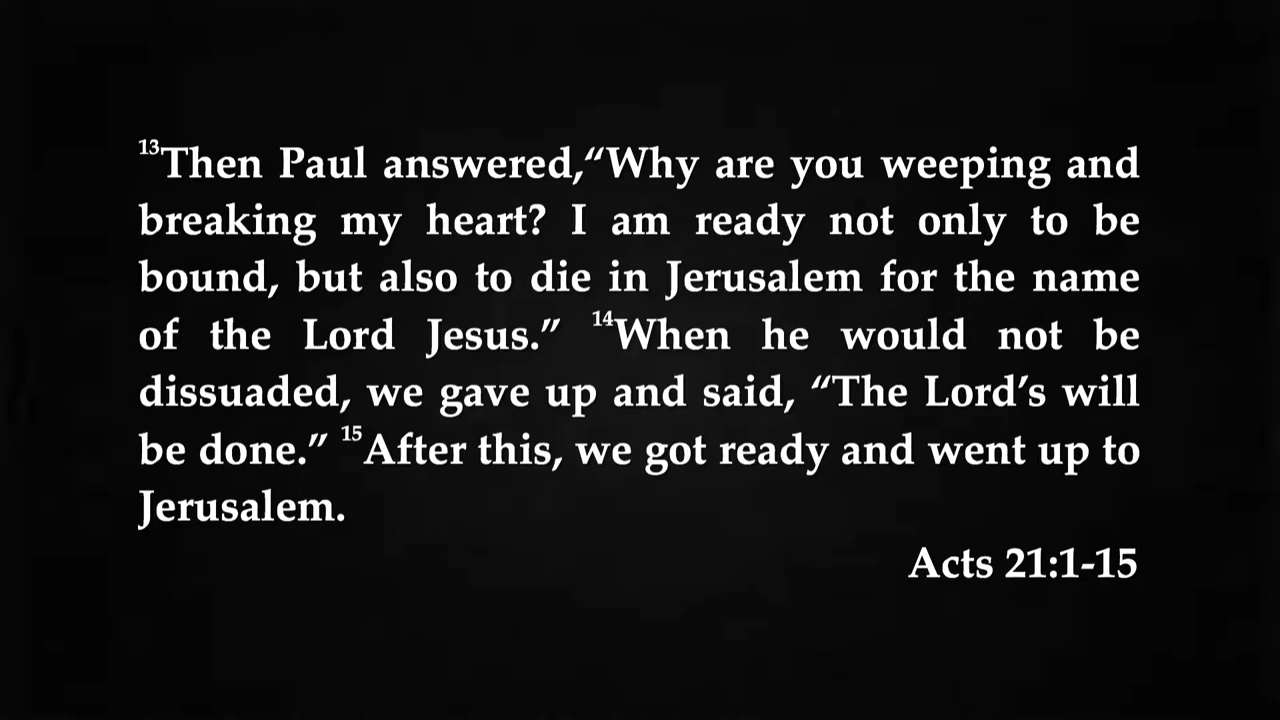 ¹³Then Paul answered,“Why are you weeping and
breaking my heart? I am ready not only to be
bound, but also to die in Jerusalem for the name
of the Lord Jesus.” ¹⁴When he would not be
dissuaded, we gave up and said, “The Lord’s will
be done.” ¹⁵After this, we got ready and went up to
Jerusalem.
Acts 21:1-15